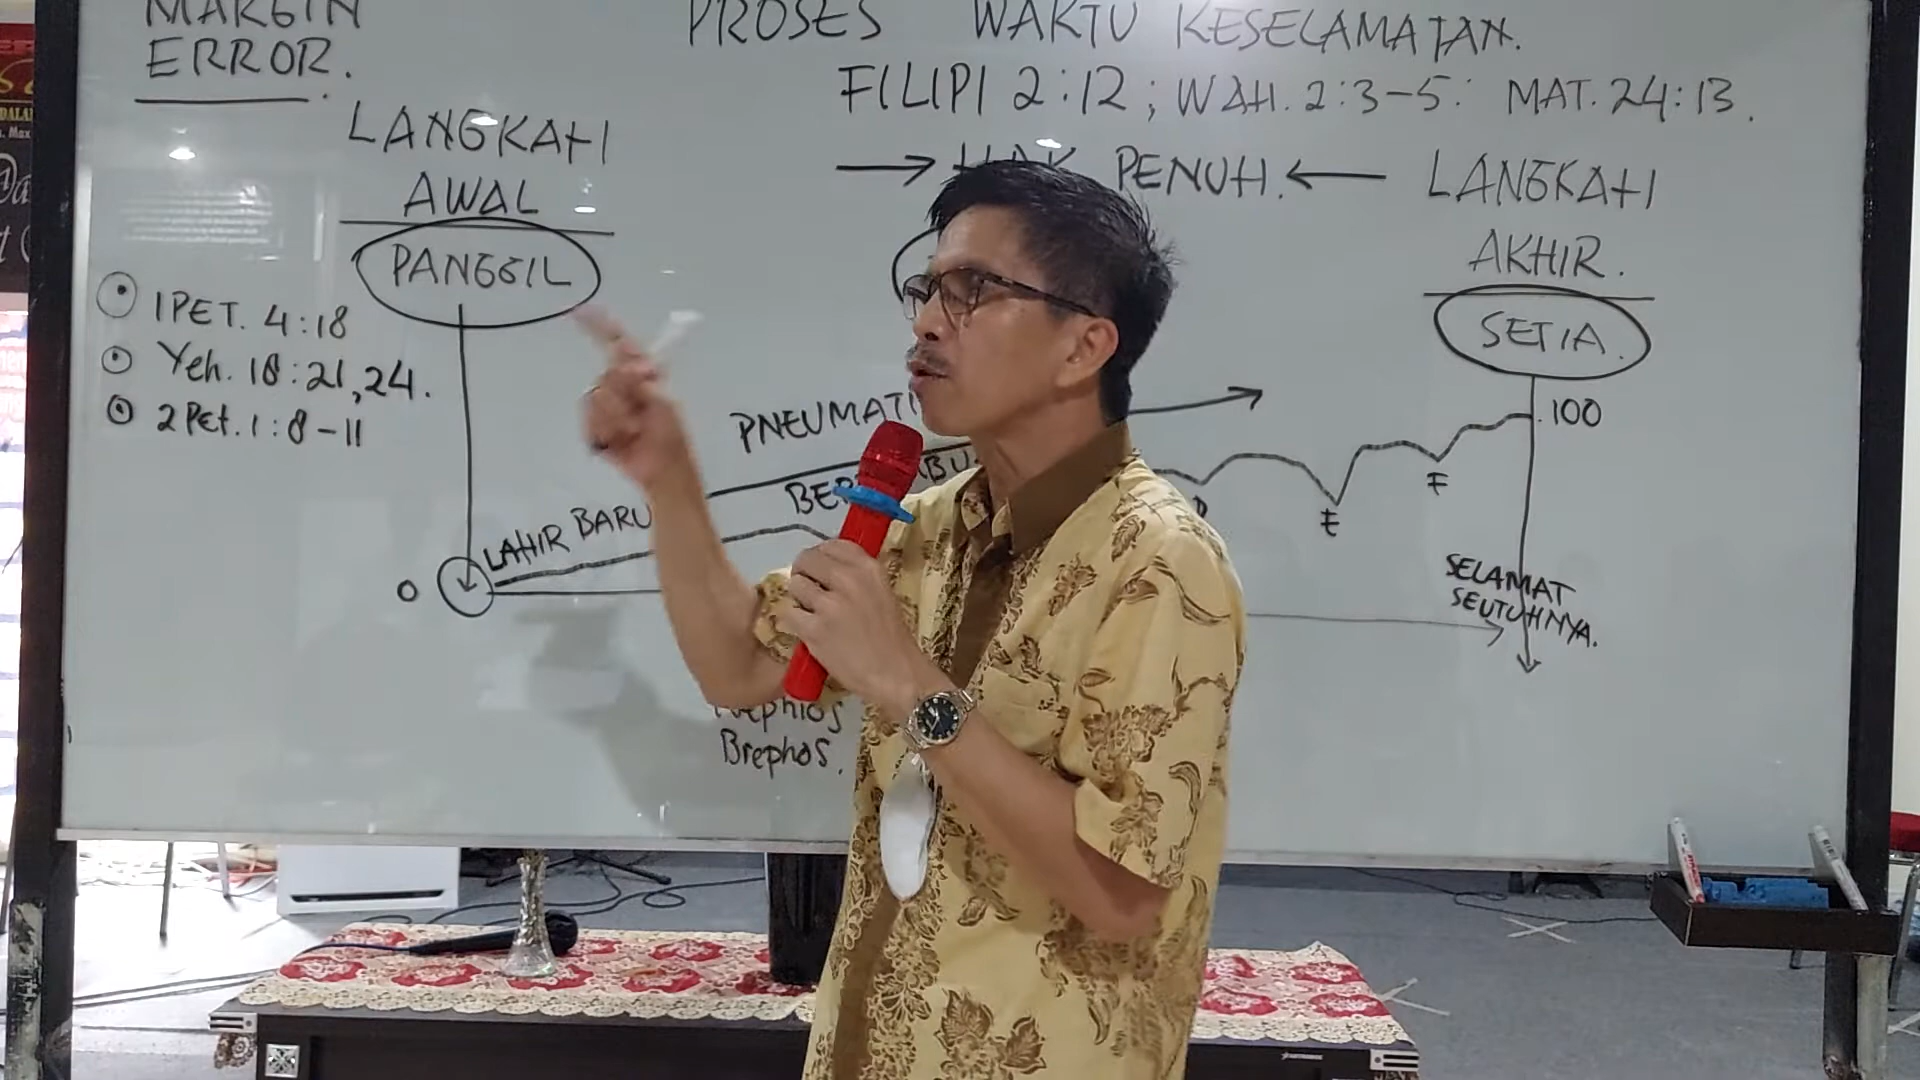 MARGIN
ERROR.
PROSES WAKTU KESELAMATAN.
FILIPI 2:12; WAH. 2:3-5: MAT. 24:13.
LANGKAH
AWAL
PANGGIL
→ HAK PENUH. ←
LANGKAH
AKHIR.
SETIA.
1 PET. 4:18
Yeh. 18:21,24.
2 Pet. 1:8-11
100
LAHIR BARU
E
F
0
SELAMAT
SEUTUHNYA.
Brephos.